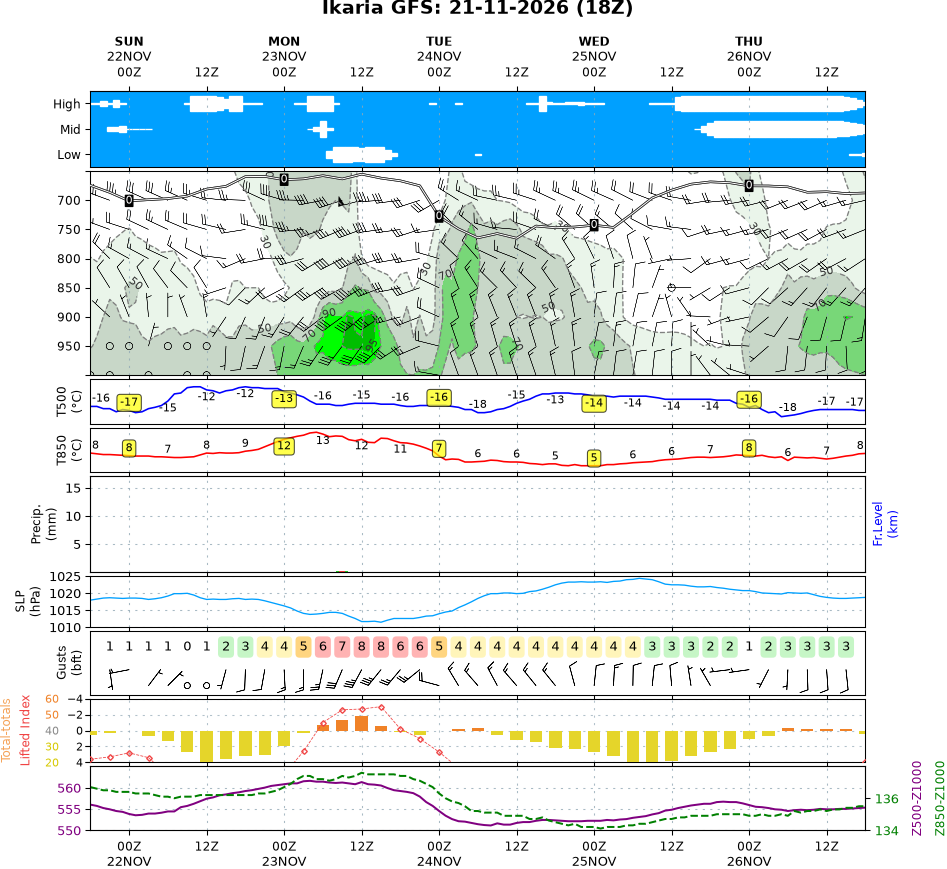 Ikaria GFS: 21-11-2026 (18Z)
SUN MON TUE WED THU
22NOV 23NOV 24NOV 25NOV 26NOV
00Z 12Z 00Z 12Z 00Z 12Z 00Z 12Z 00Z 12Z
High
Mid
Low
0 0 0 0 0
700
750
800
850
900
950
30 50 50 70 90 95 30 70 70 50 30 50 70
T500
(°C)
-16 -17 -15 -12 -12 -13 -16 -15 -16 -16 -18 -15 -13 -14 -14 -14 -14 -16 -18 -17 -17
T850
(°C)
8 8 7 8 9 12 13 12 11 7 6 6 5 5 6 6 7 8 6 7 8
Precip.
(mm)
15
10
5
Fr.Level
(km)
SLP
(hPa)
1025
1020
1015
1010
Gusts
(bft)
1 1 1 1 0 1 2 3 4 4 5 6 7 8 8 6 6 5 4 4 4 4 4 4 4 4 4 4 3 3 3 2 2 1 2 3 3 3 3
Total-totals
Lifted Index
60 −4
50 −2
40 0
30 2
20 4
560
555
550
136
134
Z500-Z1000
Z850-Z1000
00Z 12Z 00Z 12Z 00Z 12Z 00Z 12Z 00Z 12Z
22NOV 23NOV 24NOV 25NOV 26NOV